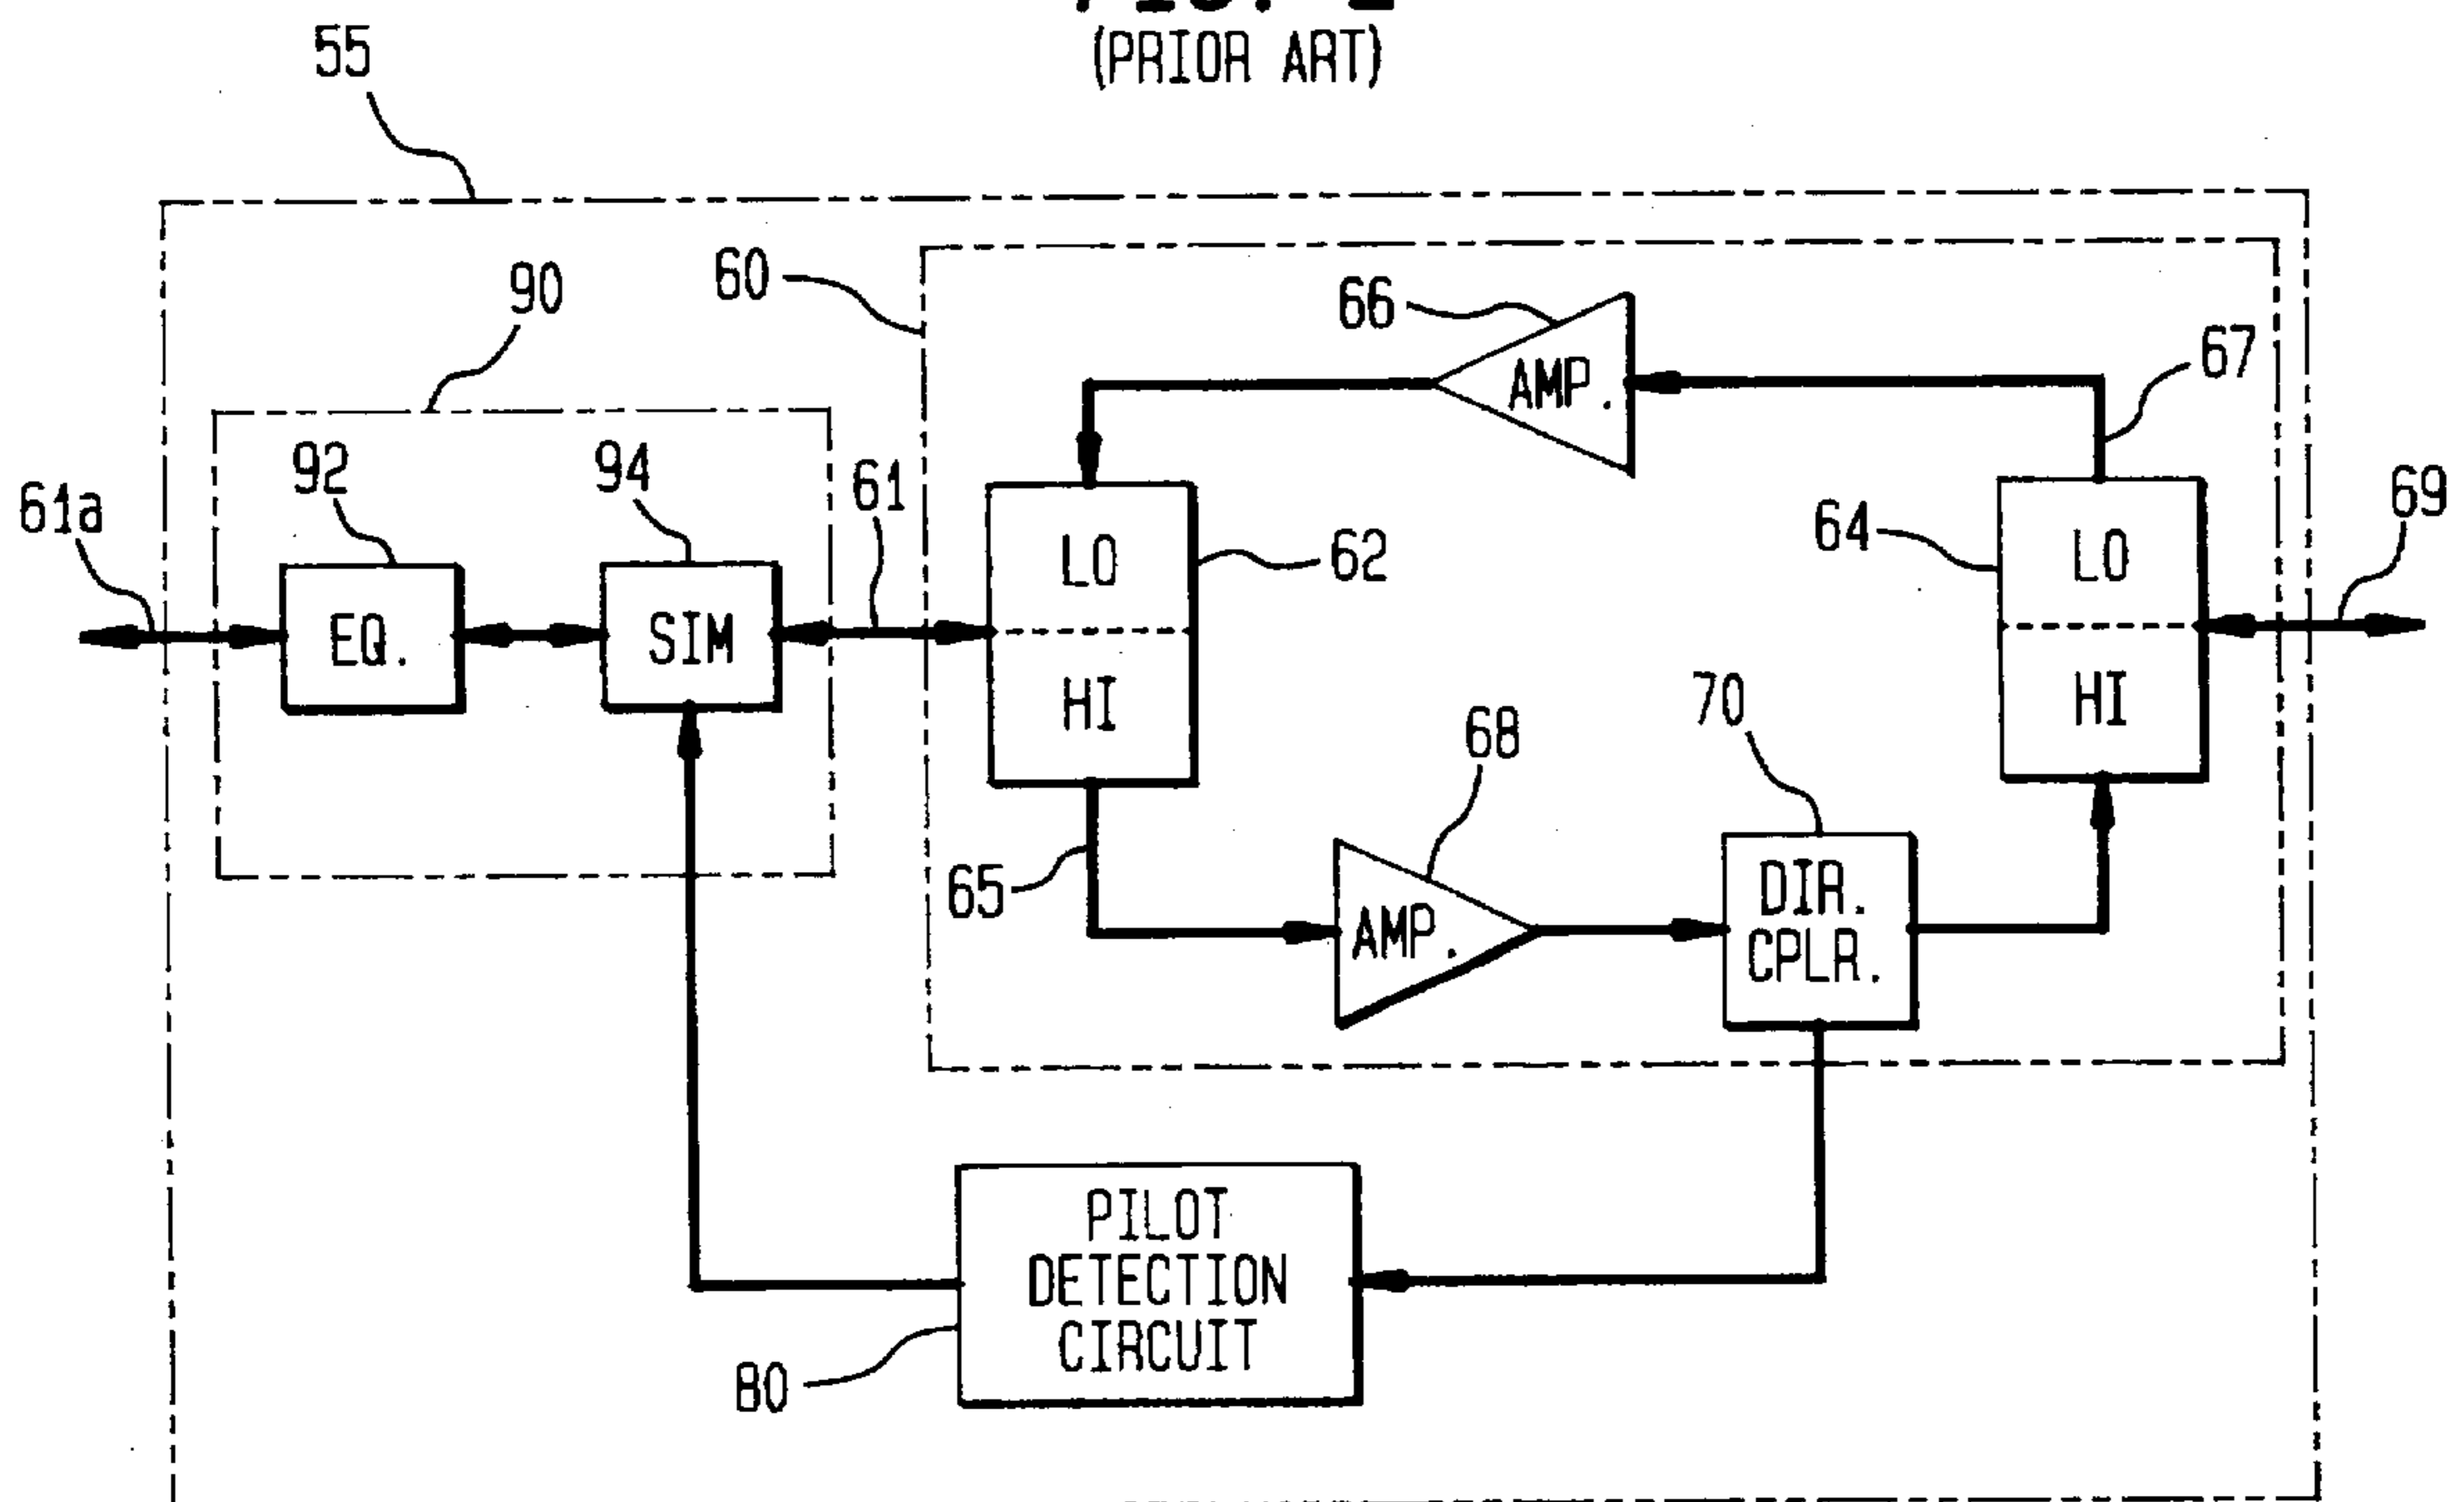 (PRIOR ART)
55
60
90
66
AMP.
67
92
94
61
61a
62
64
69
EQ.
SIM
LO
HI
LO
HI
70
68
65
AMP.
DIR.
CPLR.
PILOT
DETECTION
CIRCUIT
80